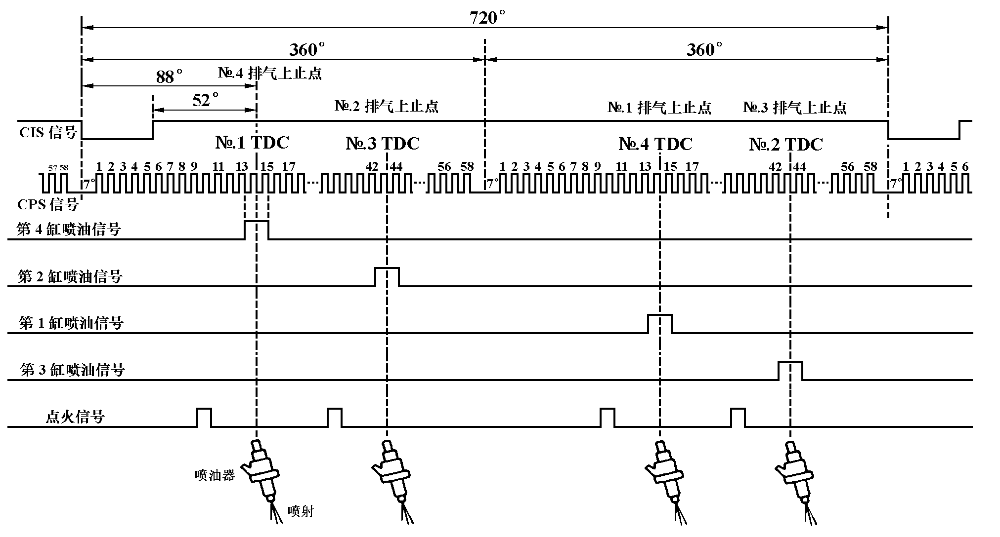 720°
360° 360°
88° №.4 排气上止点
52° №.2 排气上止点 №.1 排气上止点 №.3 排气上止点
CIS 信号
№.1 TDC №.3 TDC №.4 TDC №.2 TDC
57 58 1 2 3 4 5 6 7 8 9 11 13 15 17 42 44 56 58 1 2 3 4 5 6 7 8 9 11 13 15 17 42 44 56 58 1 2 3 4 5 6
7° ··· ··· 7° ··· ··· 7°
CPS 信号
第 4 缸喷油信号
第 2 缸喷油信号
第 1 缸喷油信号
第 3 缸喷油信号
点火信号
喷油器
喷射